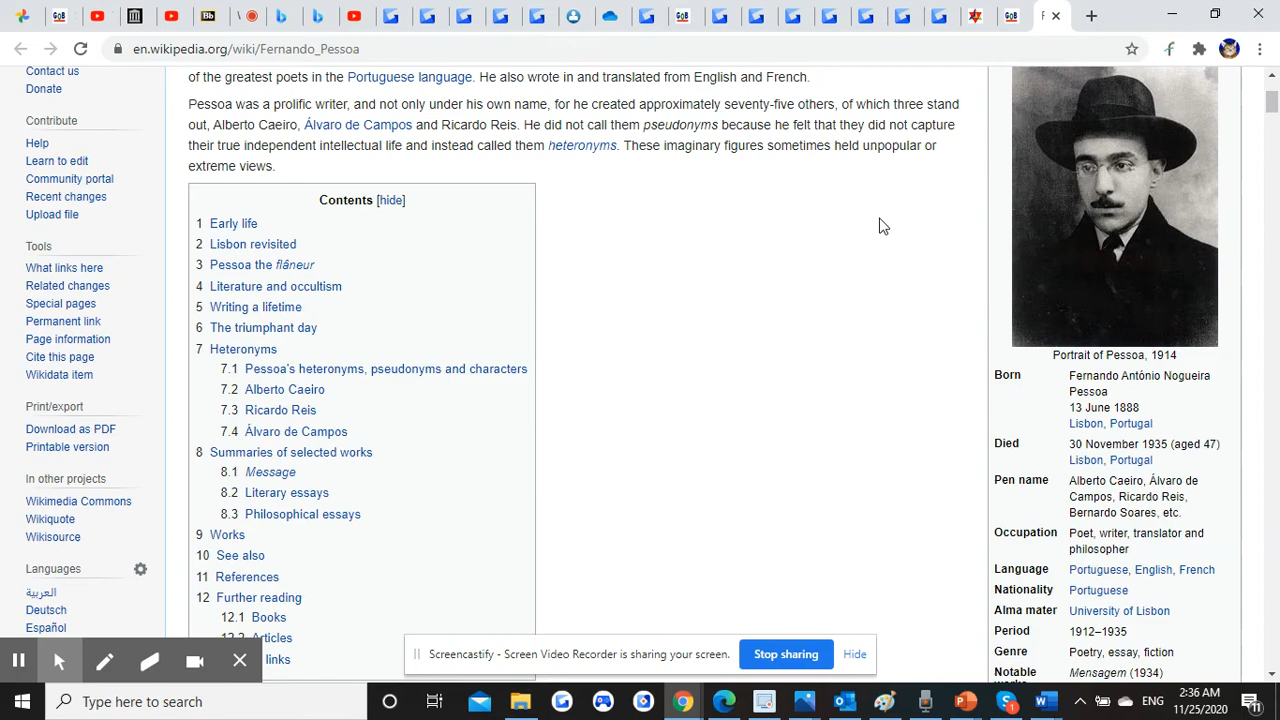 en.wikipedia.org/wiki/Fernando_Pessoa
Contact us
Donate
Contribute
Help
Learn to edit
Community portal
Recent changes
Upload file
Tools
What links here
Related changes
Special pages
Permanent link
Page information
Cite this page
Wikidata item
Print/export
Download as PDF
Printable version
In other projects
Wikimedia Commons
Wikiquote
Wikisource
Languages
العربية
Deutsch
Español
of the greatest poets in the Portuguese language. He also wrote in and translated from English and French.
Pessoa was a prolific writer, and not only under his own name, for he created approximately seventy-five others, of which three stand
out, Alberto Caeiro, Álvaro de Campos and Ricardo Reis. He did not call them pseudonyms because he felt that they did not capture
their true independent intellectual life and instead called them heteronyms. These imaginary figures sometimes held unpopular or
extreme views.
Contents [hide]
1 Early life
2 Lisbon revisited
3 Pessoa the flâneur
4 Literature and occultism
5 Writing a lifetime
6 The triumphant day
7 Heteronyms
7.1 Pessoa's heteronyms, pseudonyms and characters
7.2 Alberto Caeiro
7.3 Ricardo Reis
7.4 Álvaro de Campos
8 Summaries of selected works
8.1 Message
8.2 Literary essays
8.3 Philosophical essays
9 Works
10 See also
11 References
12 Further reading
12.1 Books
12.2 Articles
links
Portrait of Pessoa, 1914
Born Fernando António Nogueira
Pessoa
13 June 1888
Lisbon, Portugal
Died 30 November 1935 (aged 47)
Lisbon, Portugal
Pen name Alberto Caeiro, Álvaro de
Campos, Ricardo Reis,
Bernardo Soares, etc.
Occupation Poet, writer, translator and
philosopher
Language Portuguese, English, French
Nationality Portuguese
Alma mater University of Lisbon
Period 1912–1935
Genre Poetry, essay, fiction
Notable Mensagem (1934)
Screencastify - Screen Video Recorder is sharing your screen. Stop sharing Hide
Type here to search
ENG
2:36 AM
11/25/2020